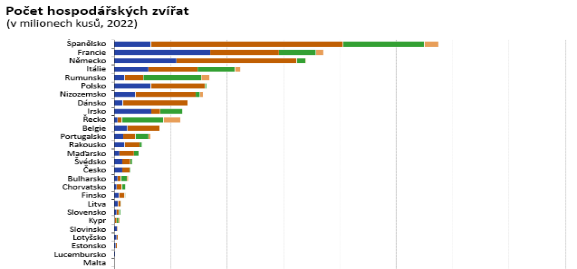 Počet hospodářských zvířat
(v milionech kusů, 2022)
Španělsko
Francie
Německo
Itálie
Rumunsko
Polsko
Nizozemsko
Dánsko
Irsko
Řecko
Belgie
Portugalsko
Rakousko
Maďarsko
Švédsko
Česko
Bulharsko
Chorvatsko
Finsko
Litva
Slovensko
Kypr
Slovinsko
Lotyšsko
Estonsko
Lucembursko
Malta